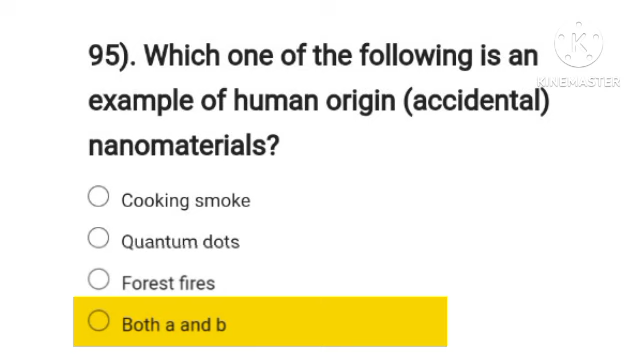 95). Which one of the following is an
example of human origin (accidental)
nanomaterials?
Cooking smoke
Quantum dots
Forest fires
Both a and b
K
KINEMASTER